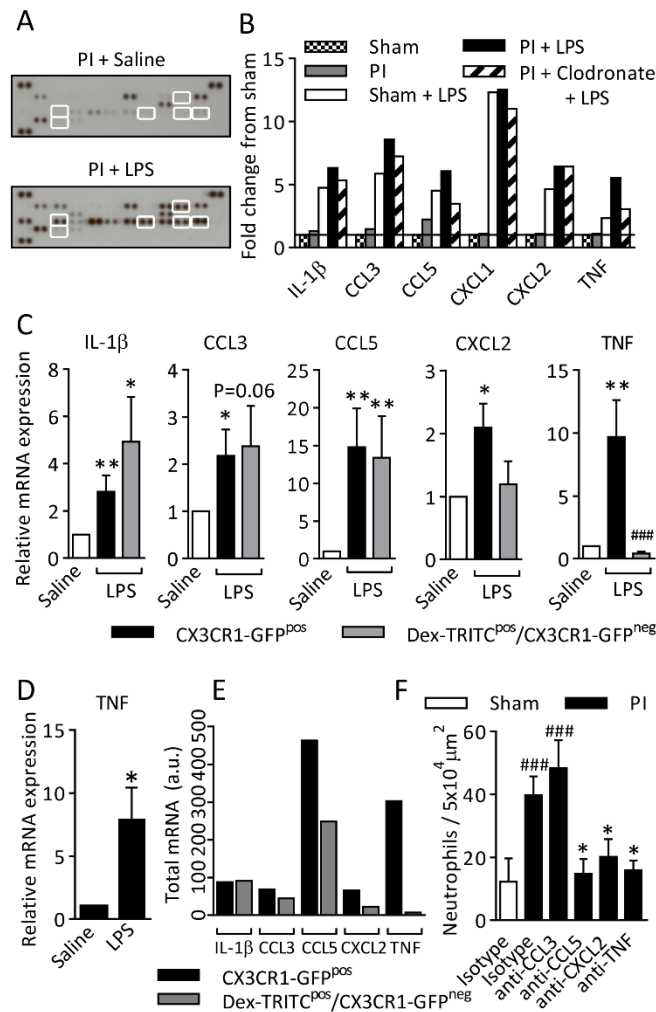 A
PI + Saline
PI + LPS
B
Sham
PI
Sham + LPS
PI + LPS
PI + Clodronate
+ LPS
Fold change from sham
15
10
5
0
IL-1β
CCL3
CCL5
CXCL1
CXCL2
TNF
C
IL-1β
CCL3
CCL5
CXCL2
TNF
Relative mRNA expression
8
6
4
2
0
**
*
Saline
LPS
4
3
2
1
0
*
P=0.06
Saline
LPS
25
20
15
10
5
0
**
**
Saline
LPS
3
2
1
0
*
Saline
LPS
15
10
5
0
**
###
Saline
LPS
CX3CR1-GFPpos
Dex-TRITCpos/CX3CR1-GFPneg
D
TNF
Relative mRNA expression
15
10
5
0
*
Saline
LPS
E
Total mRNA (a.u.)
500
400
300
200
100
0
IL-1β
CCL3
CCL5
CXCL2
TNF
CX3CR1-GFPpos
Dex-TRITCpos/CX3CR1-GFPneg
F
Sham
PI
Neutrophils / 5x10⁴µm²
60
40
20
0
###
###
*
*
*
Isotype
Isotype
anti-CCL3
anti-CCL5
anti-CXCL2
anti-TNF